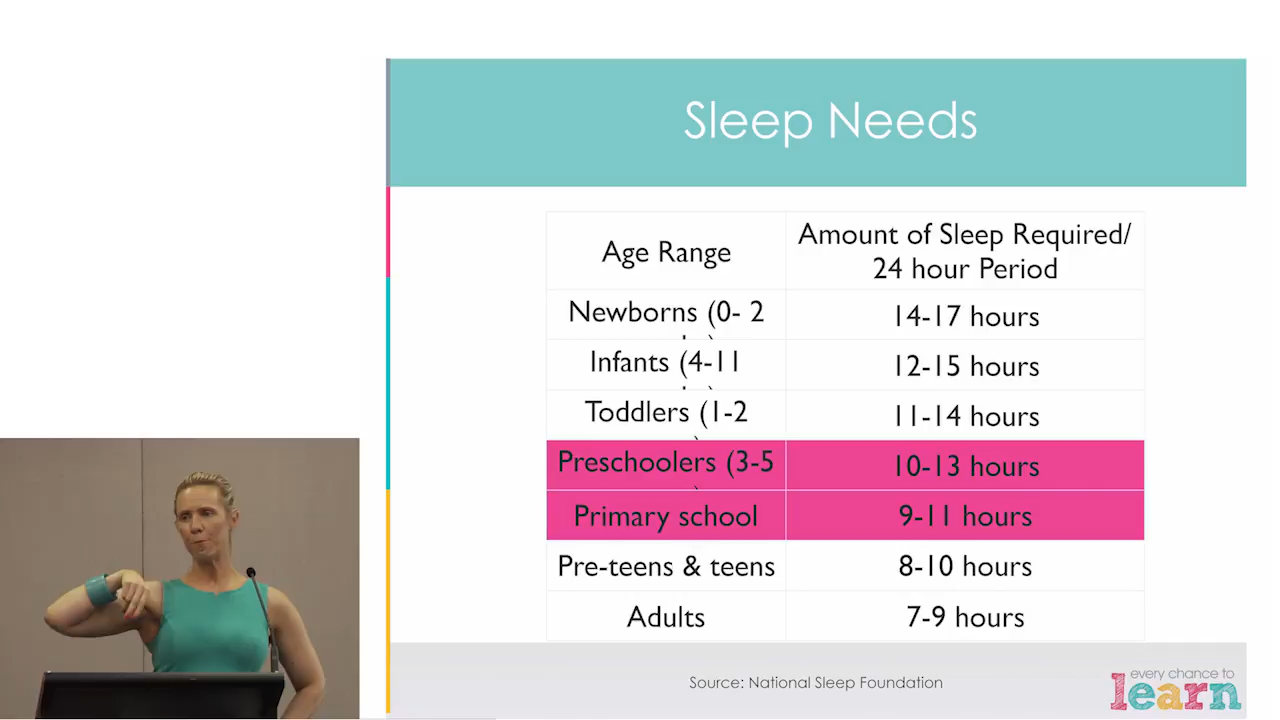 Sleep Needs
Age Range
Amount of Sleep Required/
24 hour Period
Newborns (0- 2
14-17 hours
Infants (4-11
12-15 hours
Toddlers (1-2
11-14 hours
Preschoolers (3-5
10-13 hours
Primary school
9-11 hours
Pre-teens & teens
8-10 hours
Adults
7-9 hours
Source: National Sleep Foundation
every chance to
learn